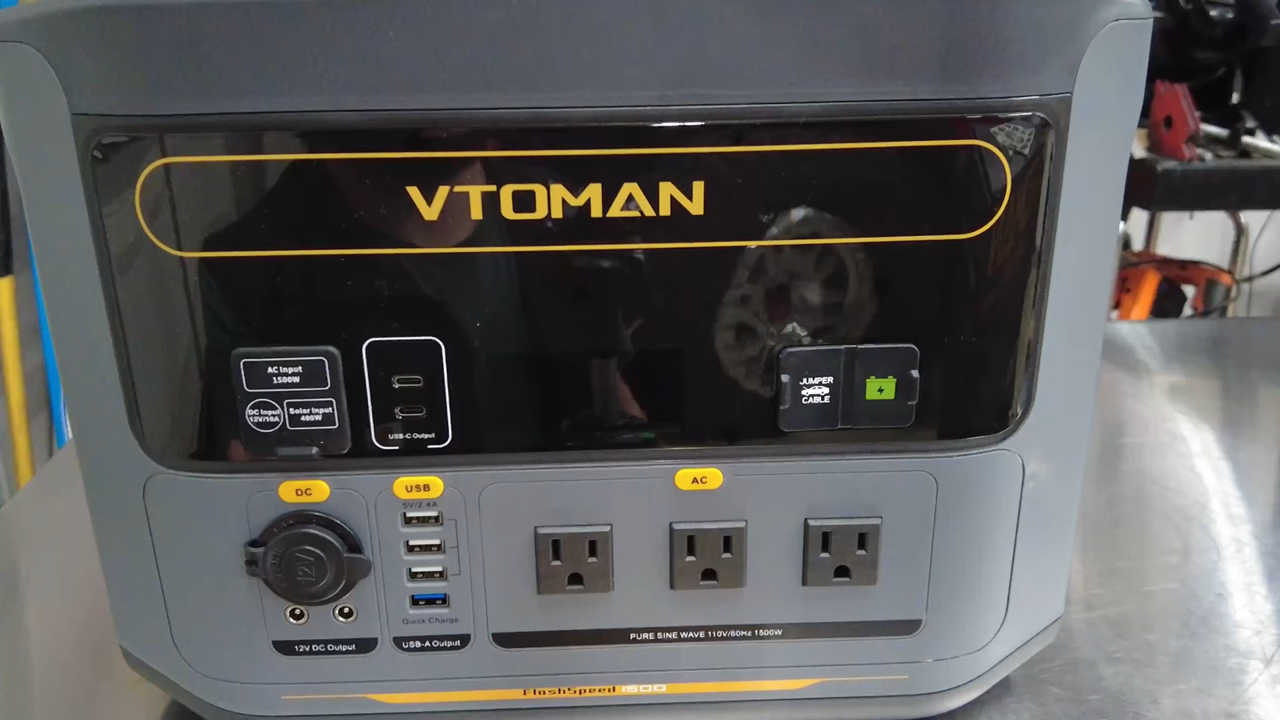 VTOMAN
AC Input
1500W
DC Input
12V/10A
Solar Input
400W
USB-C Output
JUMPER
CABLE
DC
12V
12V DC Output
USB
5V/2.4A
Quick Charge
USB-A Output
AC
PURE SINE WAVE 110V/60Hz 1500W
FlashSpeed 1500